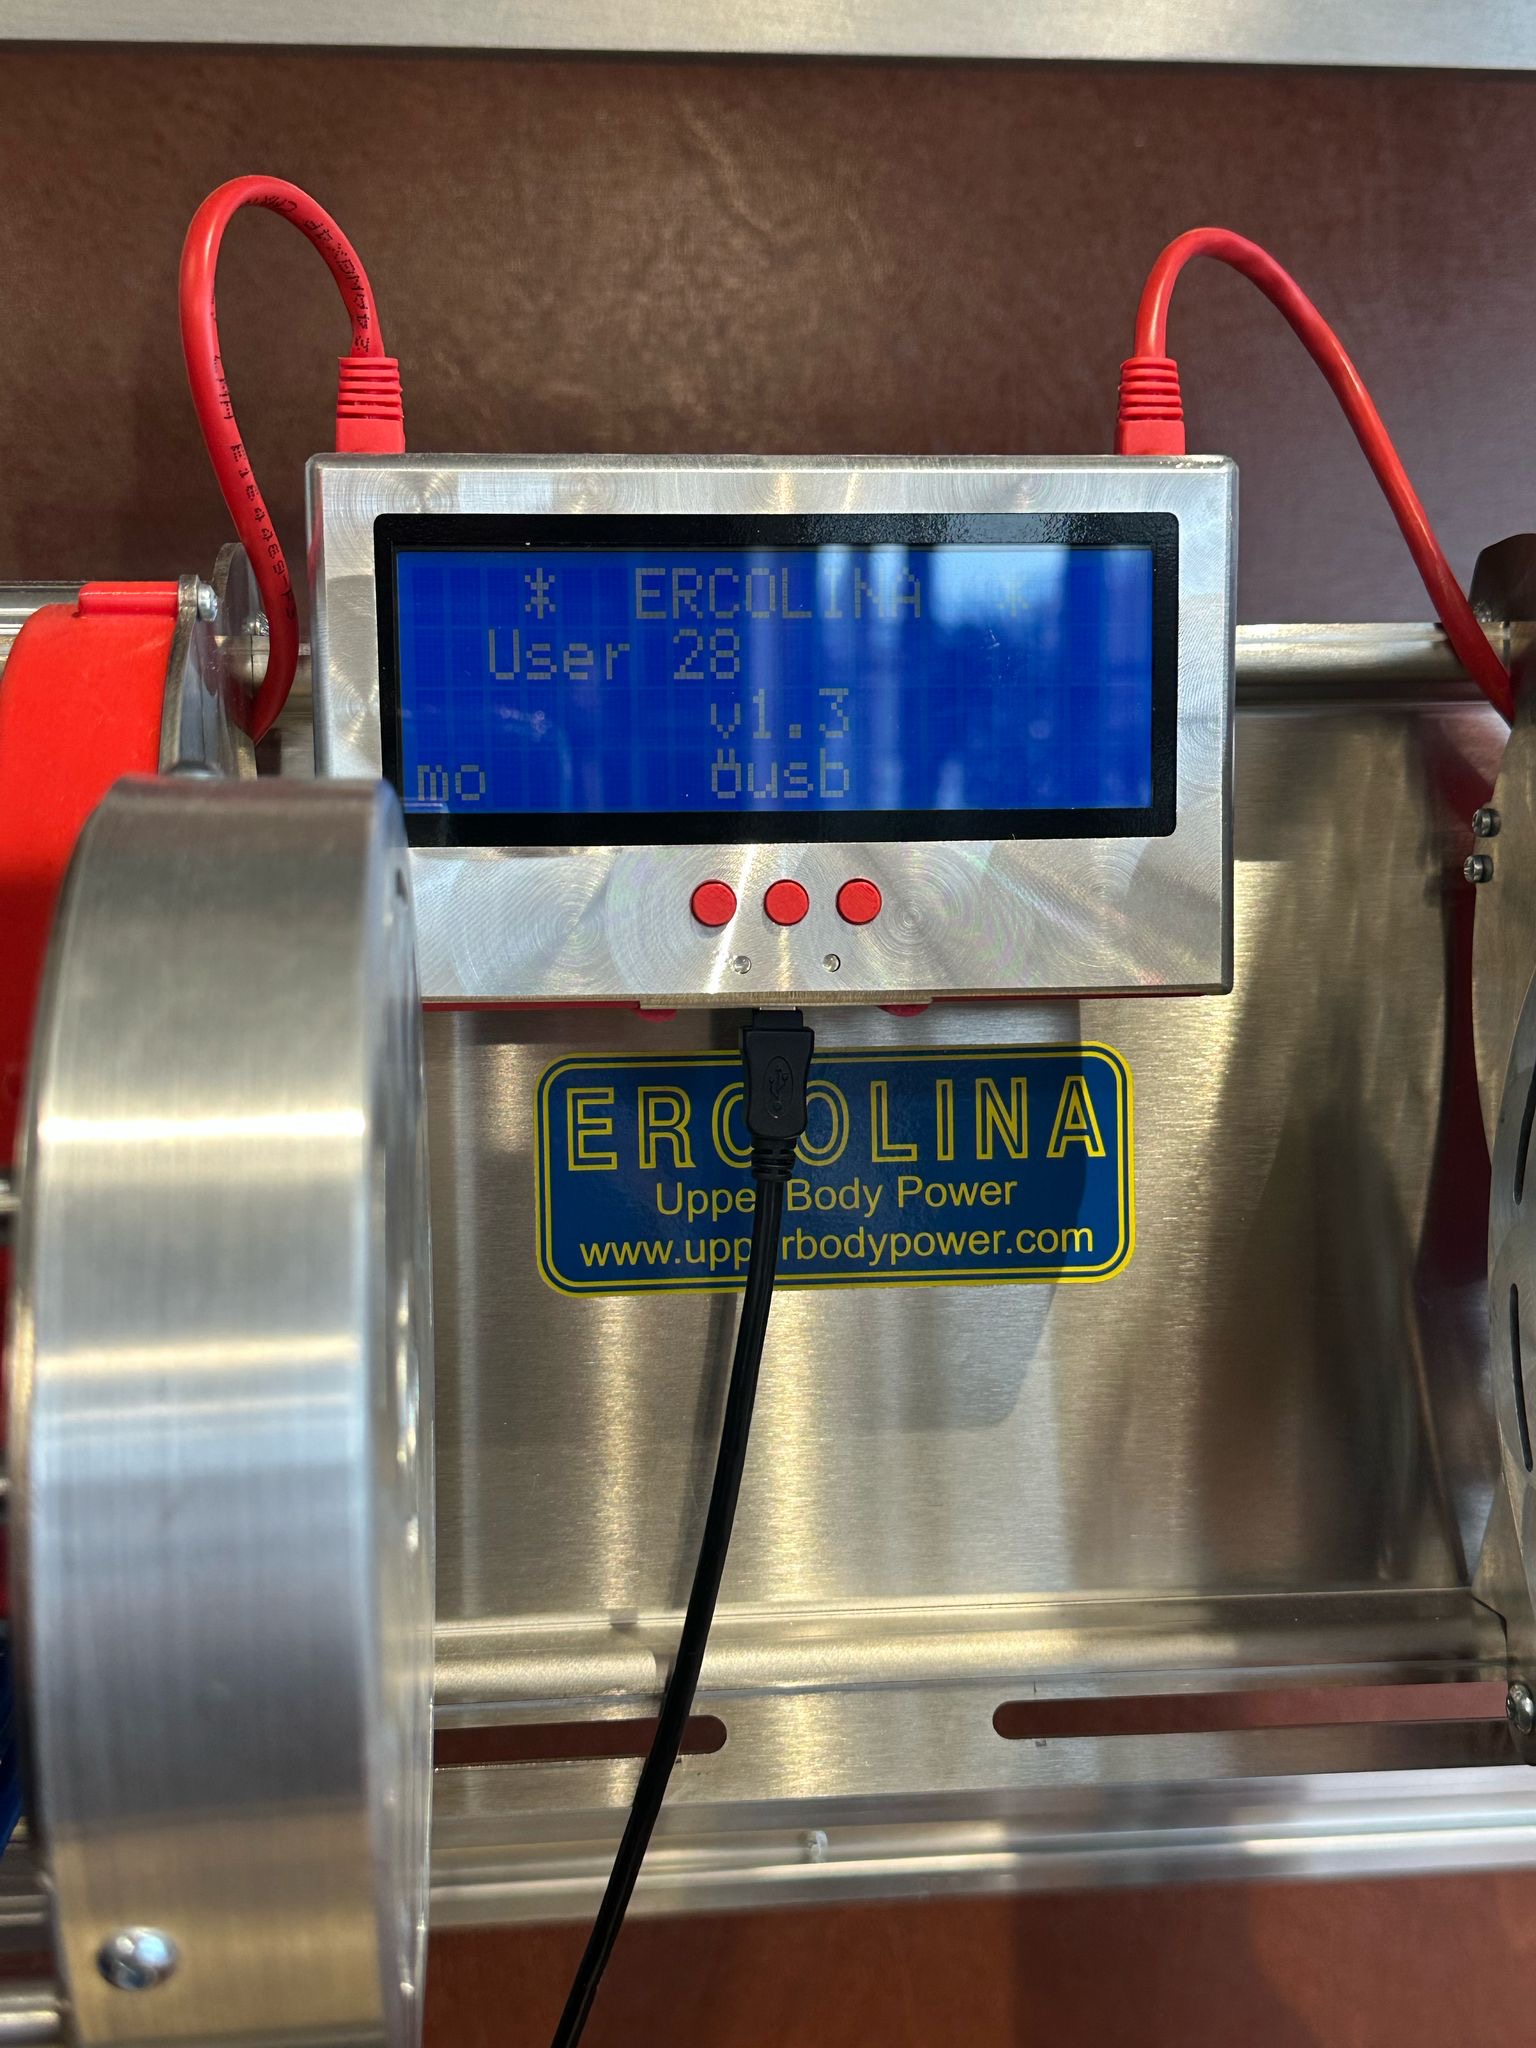 * ERCOLINA *
User 28
v1.3
mo öusb
ERCOLINA
Upper Body Power
www.upperbodypower.com